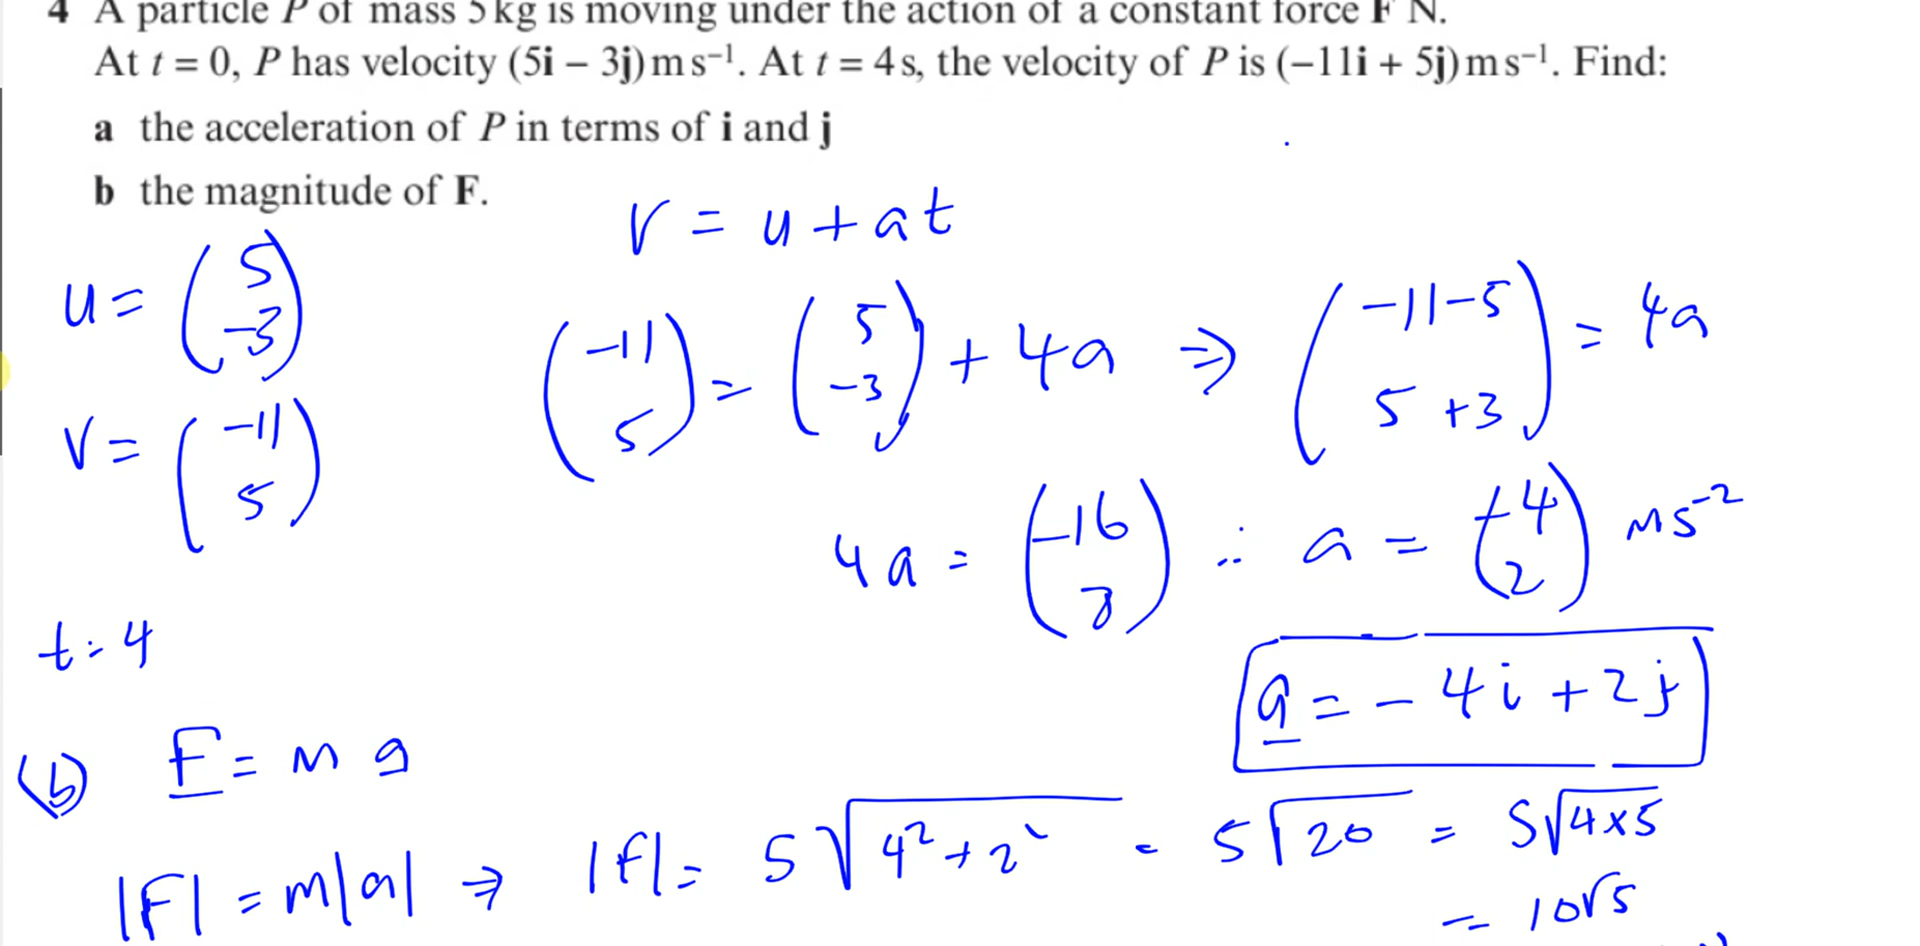 4 A particle P of mass 5 kg is moving under the action of a constant force F N.
At t = 0, P has velocity (5i – 3j) m s⁻¹. At t = 4 s, the velocity of P is (–11i + 5j) m s⁻¹. Find:
a the acceleration of P in terms of i and j
b the magnitude of F.
v = u + at
u = (5
-3)
v = (-11
5)
(-11
5) = (5
-3) + 4a ⇒ (-11-5
5+3) = 4a
4a = (-16
8) ∴ a = (-4
2) ms⁻²
t = 4
a = -4i + 2j
(b) F = ma
|F| = m|a| ⇒ |F| = 5√(4² + 2²) = 5√20 = 5√(4×5)
= 10√5